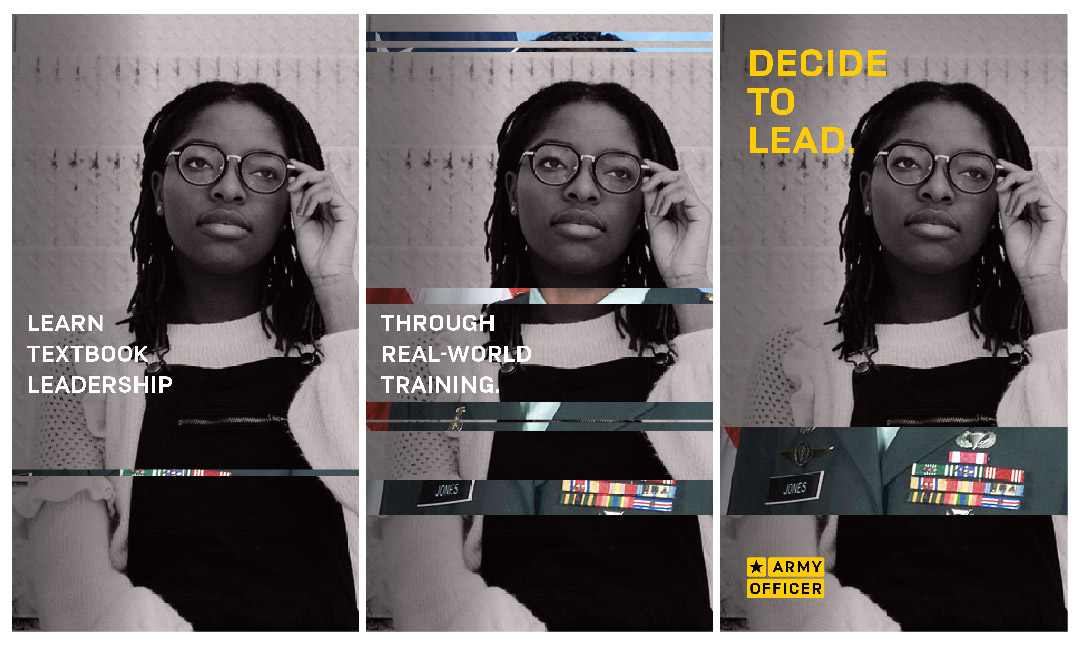 LEARN
TEXTBOOK
LEADERSHIP
THROUGH
REAL-WORLD
TRAINING.
JONES
DECIDE
TO
LEAD.
JONES
ARMY
OFFICER